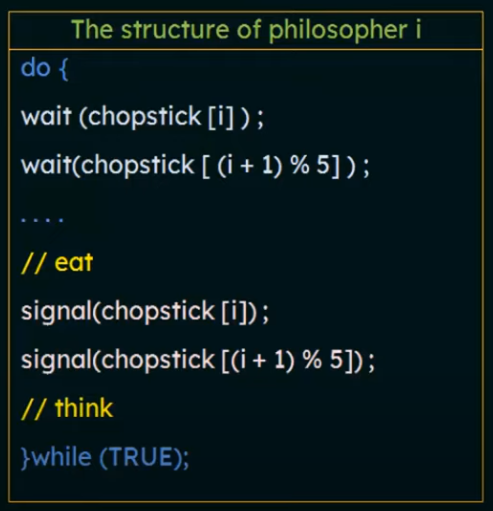 The structure of philosopher i
do {
wait (chopstick [i] ) ;
wait(chopstick [ (i + 1) % 5] ) ;
. . . .
// eat
signal(chopstick [i]) ;
signal(chopstick [(i + 1) % 5]) ;
// think
}while (TRUE);